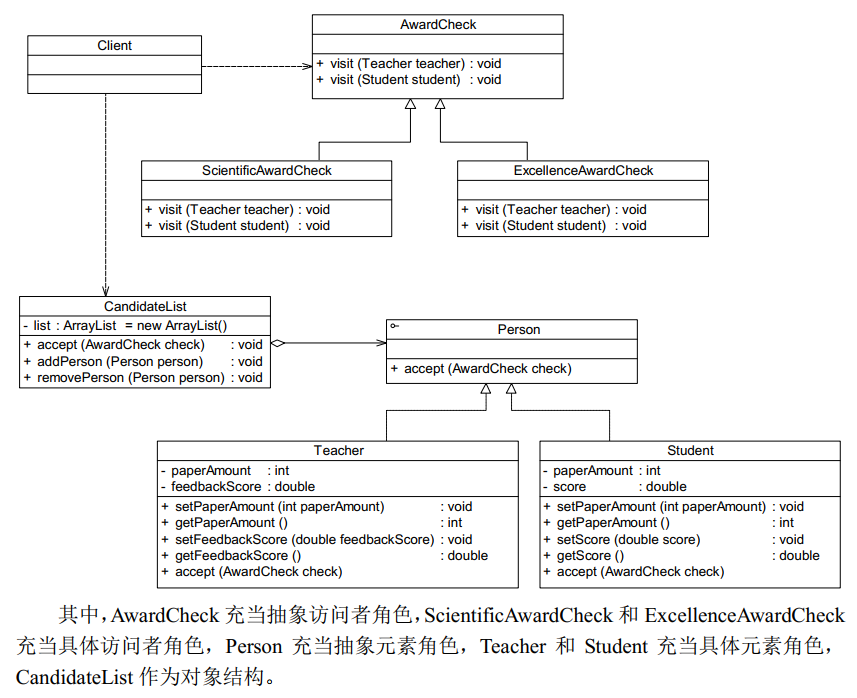 AwardCheck
+ visit (Teacher teacher) : void
+ visit (Student student) : void
Client
ScientificAwardCheck
+ visit (Teacher teacher) : void
+ visit (Student student) : void
ExcellenceAwardCheck
+ visit (Teacher teacher) : void
+ visit (Student student) : void
CandidateList
- list : ArrayList = new ArrayList()
+ accept (AwardCheck check) : void
+ addPerson (Person person) : void
+ removePerson (Person person) : void
Person
+ accept (AwardCheck check)
Teacher
- paperAmount : int
- feedbackScore : double
+ setPaperAmount (int paperAmount) : void
+ getPaperAmount () : int
+ setFeedbackScore (double feedbackScore) : void
+ getFeedbackScore () : double
+ accept (AwardCheck check)
Student
- paperAmount : int
- score : double
+ setPaperAmount (int paperAmount) : void
+ getPaperAmount () : int
+ setScore (double score) : void
+ getScore () : double
+ accept (AwardCheck check)
其中，AwardCheck 充当抽象访问者角色，ScientificAwardCheck 和 ExcellenceAwardCheck
充当具体访问者角色，Person 充当抽象元素角色，Teacher 和 Student 充当具体元素角色，
CandidateList 作为对象结构。